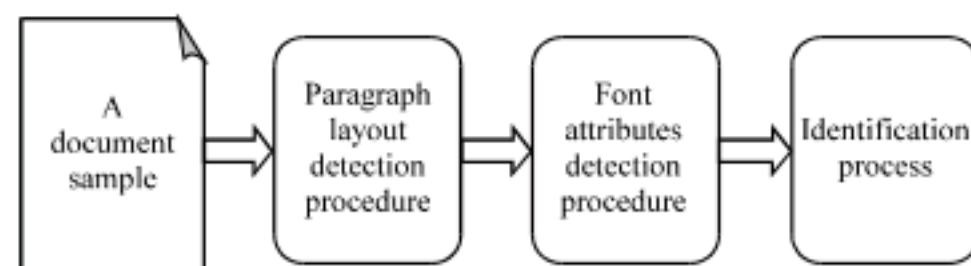 A
document
sample
Paragraph
layout
detection
procedure
Font
attributes
detection
procedure
Identification
process